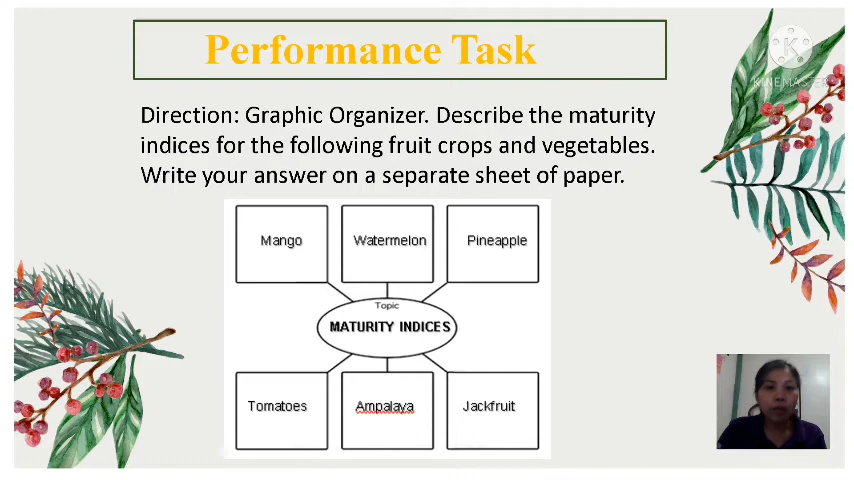 Performance Task
Direction: Graphic Organizer. Describe the maturity
indices for the following fruit crops and vegetables.
Write your answer on a separate sheet of paper.
Mango
Watermelon
Pineapple
Topic
MATURITY INDICES
Tomatoes
Ampalaya
Jackfruit
K
KINEMASTER